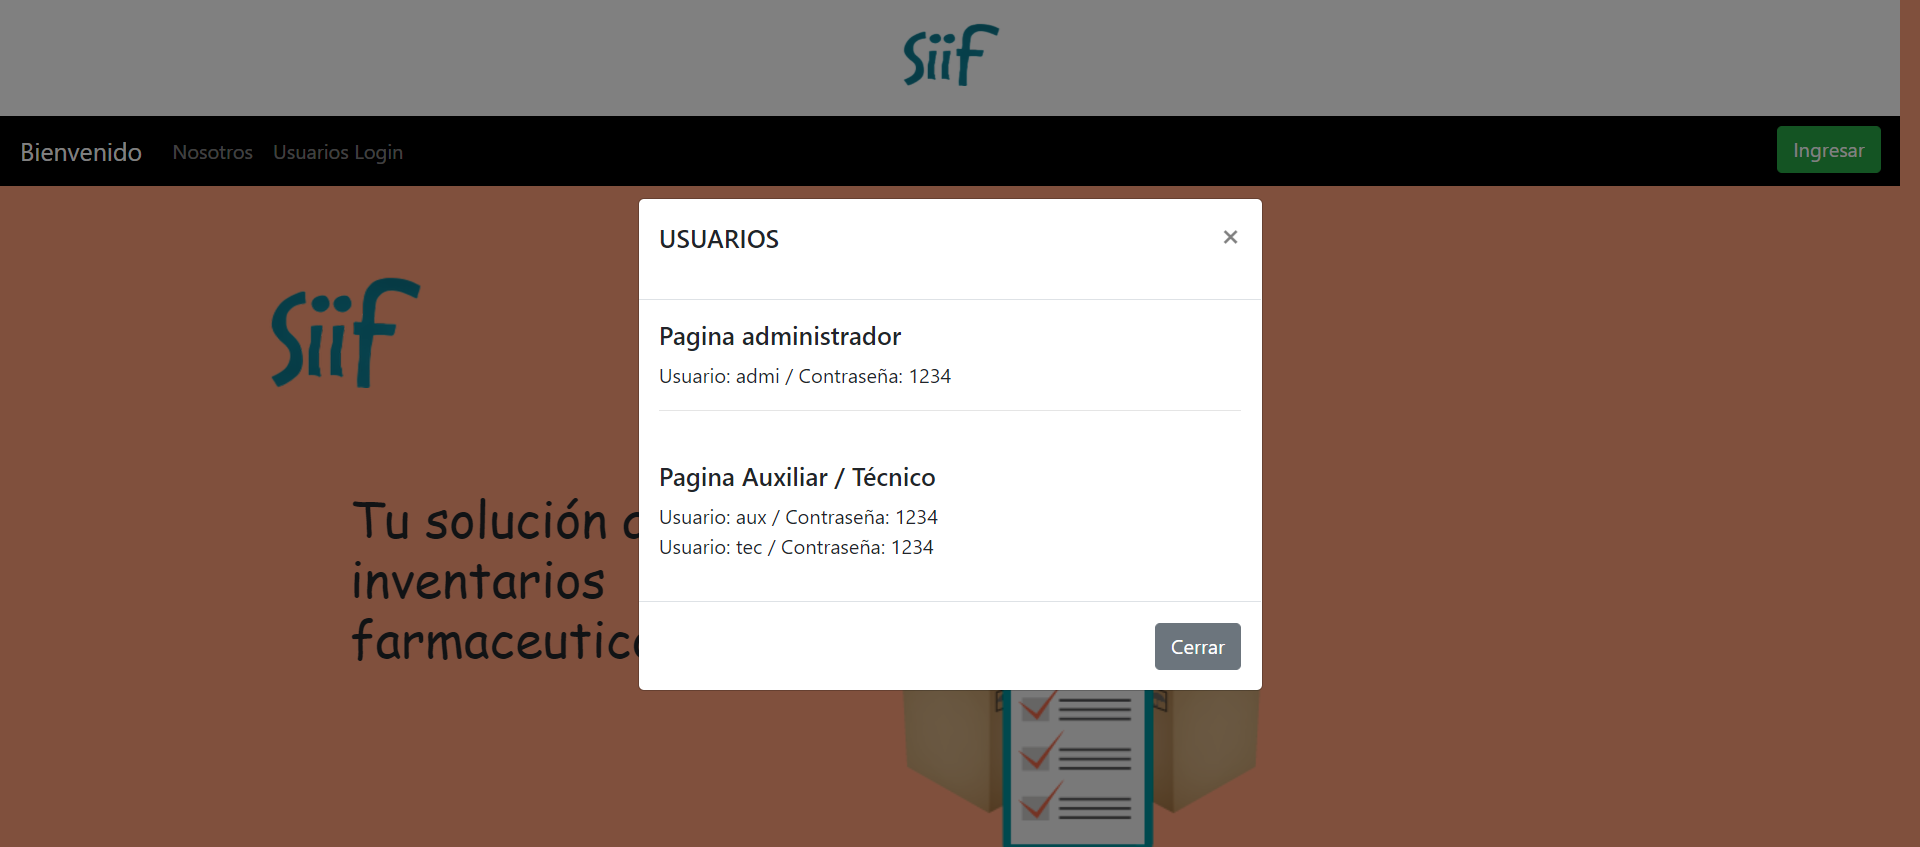 siif
Bienvenido
Nosotros
Usuarios Login
Ingresar
siif
Tu solución
inventarios
USUARIOS
×
Pagina administrador
Usuario: admi / Contraseña: 1234
Pagina Auxiliar / Técnico
Usuario: aux / Contraseña: 1234
Usuario: tec / Contraseña: 1234
Cerrar